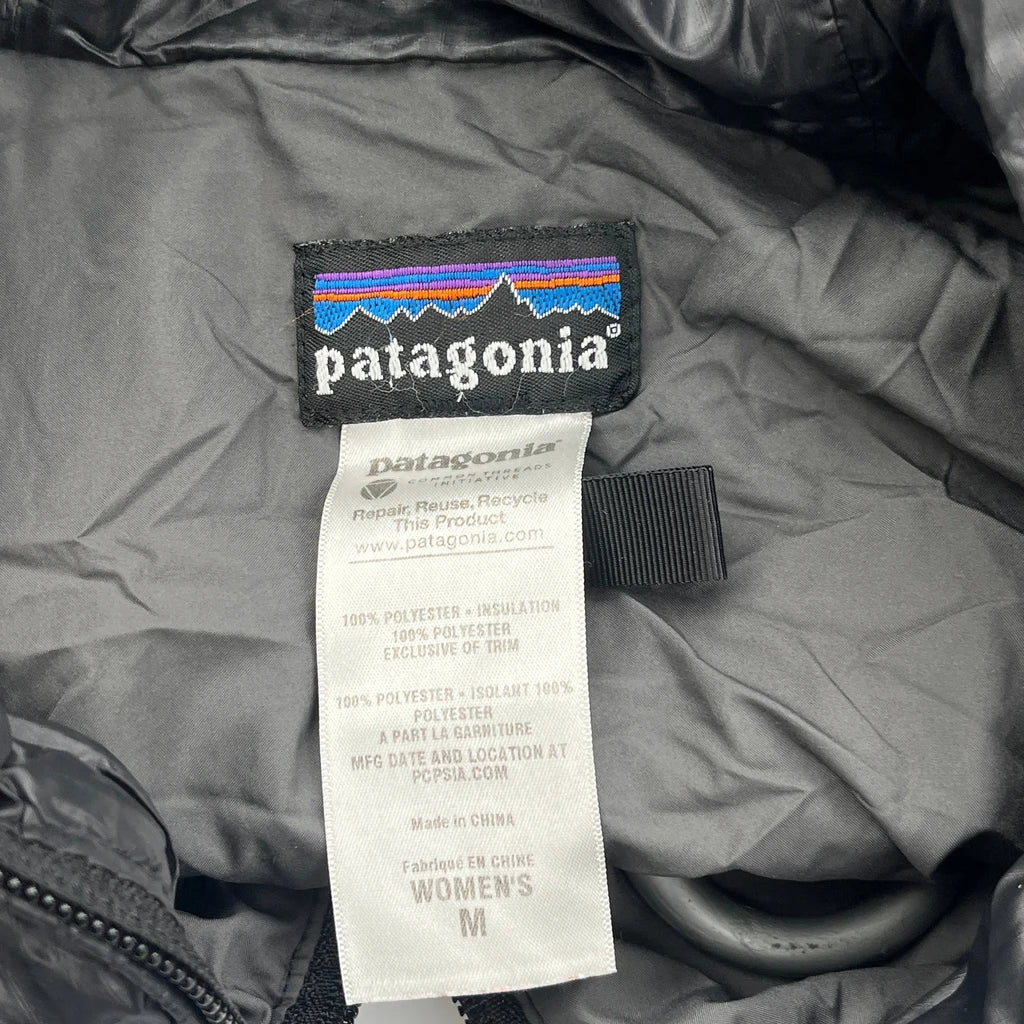 patagonia®
Patagonia
COMMON THREADS
INITIATIVE
Repair, Reuse, Recycle
This Product
www.patagonia.com
100% POLYESTER • INSULATION
100% POLYESTER
EXCLUSIVE OF TRIM
100% POLYESTER • ISOLANT 100%
POLYESTER
A PART LA GARNITURE
MFG DATE AND LOCATION AT
PCPSIA.COM
Made in CHINA
Fabriqué EN CHINE
WOMEN'S
M